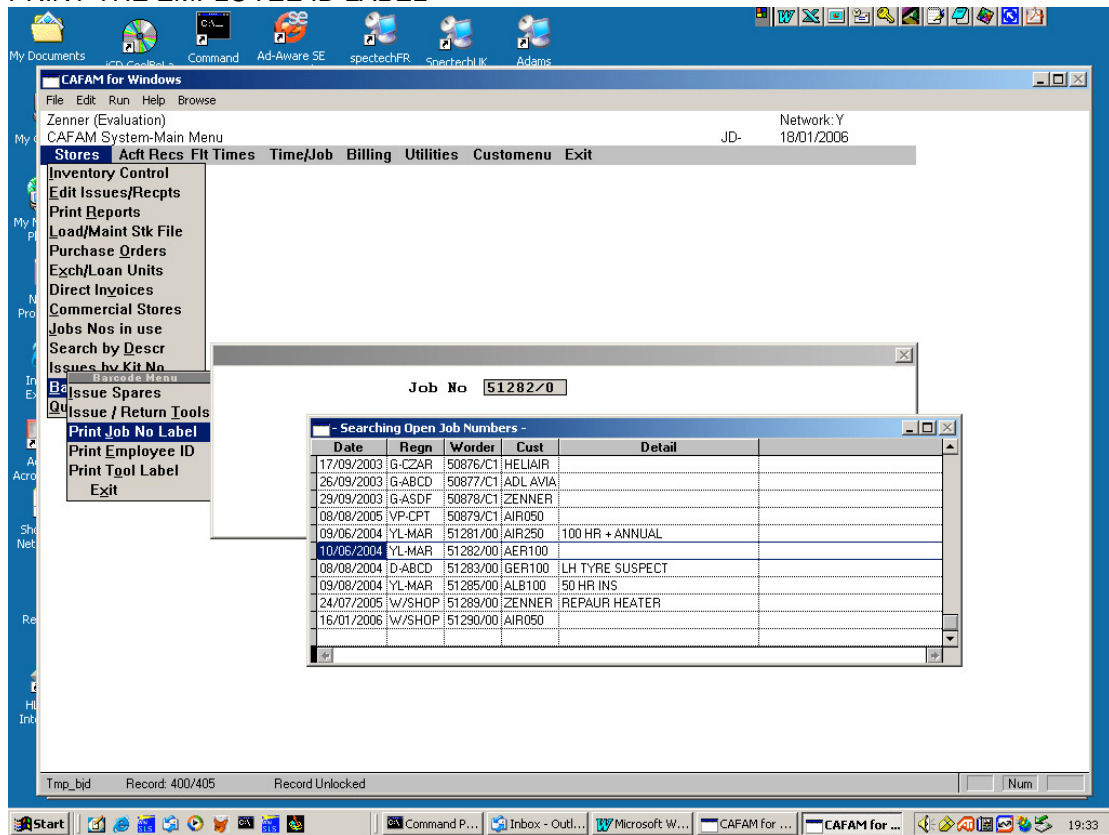 PRINT THE EMPLOYEE ID LABEL
My Documents
Command
Ad-Aware SE
spectechFR
SpectechUK
Adams
CAFAM for Windows
File Edit Run Help Browse
Zenner (Evaluation) Network: Y
CAFAM System-Main Menu JD- 18/01/2006
Stores Acft Recs Flt Times Time/Job Billing Utilities Customenu Exit
Inventory Control
Edit Issues/Recpts
Print Reports
Load/Maint Stk File
Purchase Orders
Exch/Loan Units
Direct Invoices
Commercial Stores
Jobs Nos in use
Search by Descr
Issues by Kit No
Barcode Menu
Issue Spares
Issue / Return Tools
Print Job No Label
Print Employee ID
Print Tool Label
Exit
Job No 51282/0
- Searching Open Job Numbers -
Date Regn Worder Cust Detail
17/09/2003 G-CZAR 50876/C1 HELIAIR
26/09/2003 G-ABCD 50877/C1 ADL AVIA
29/09/2003 G-ASDF 50878/C1 ZENNER
08/08/2005 VP-CPT 50879/C1 AIR050
09/06/2004 YL-MAR 51281/00 AIR250 100 HR + ANNUAL
10/06/2004 YL-MAR 51282/00 AER100
08/08/2004 D-ABCD 51283/00 GER100 LH TYRE SUSPECT
09/08/2004 YL-MAR 51285/00 ALB100 50 HR INS
24/07/2005 W/SHOP 51289/00 ZENNER REPAUR HEATER
16/01/2006 W/SHOP 51290/00 AIR050
Tmp_bjd Record: 400/405 Record Unlocked Num
Start Command P... Inbox - Outl... Microsoft W... CAFAM for ... CAFAM for ... 19:33